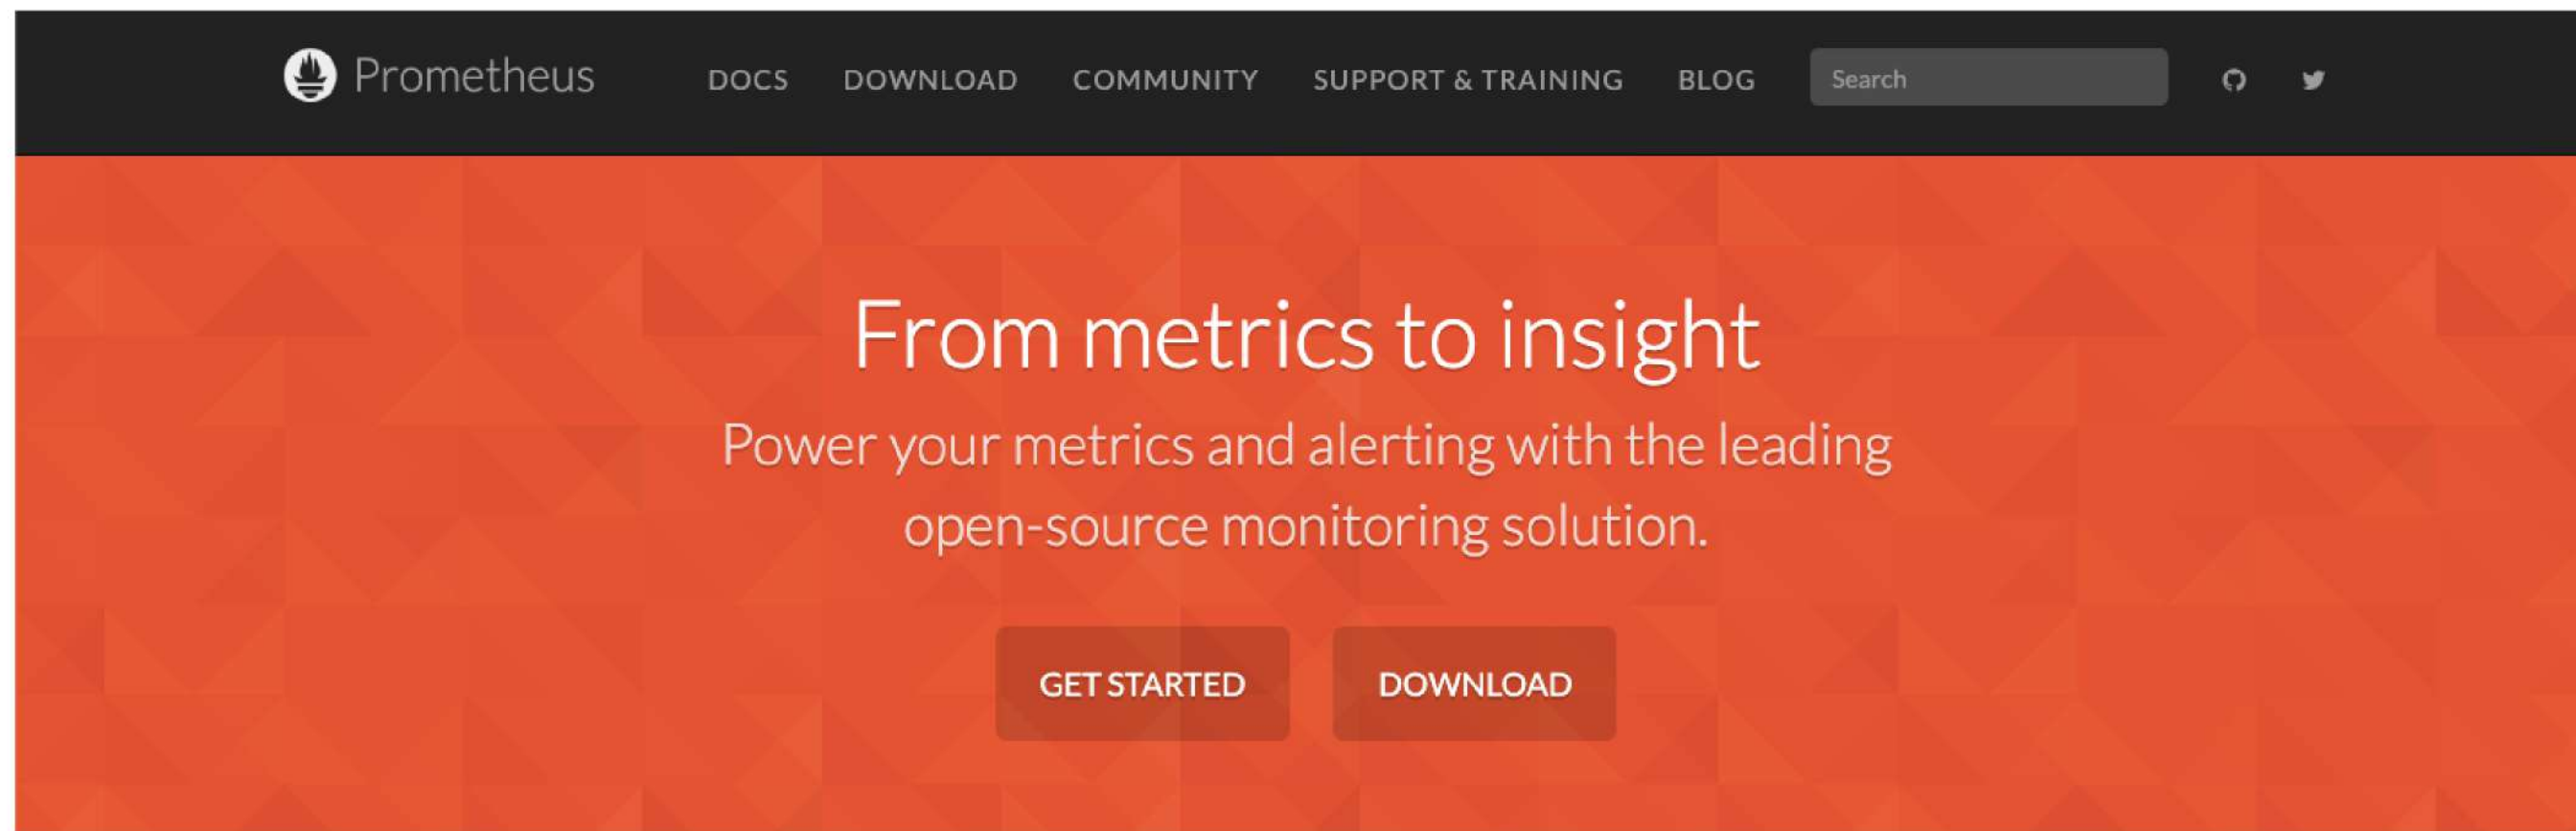 Prometheus DOCS DOWNLOAD COMMUNITY SUPPORT & TRAINING BLOG Search
From metrics to insight
Power your metrics and alerting with the leading
open-source monitoring solution.
GET STARTED DOWNLOAD